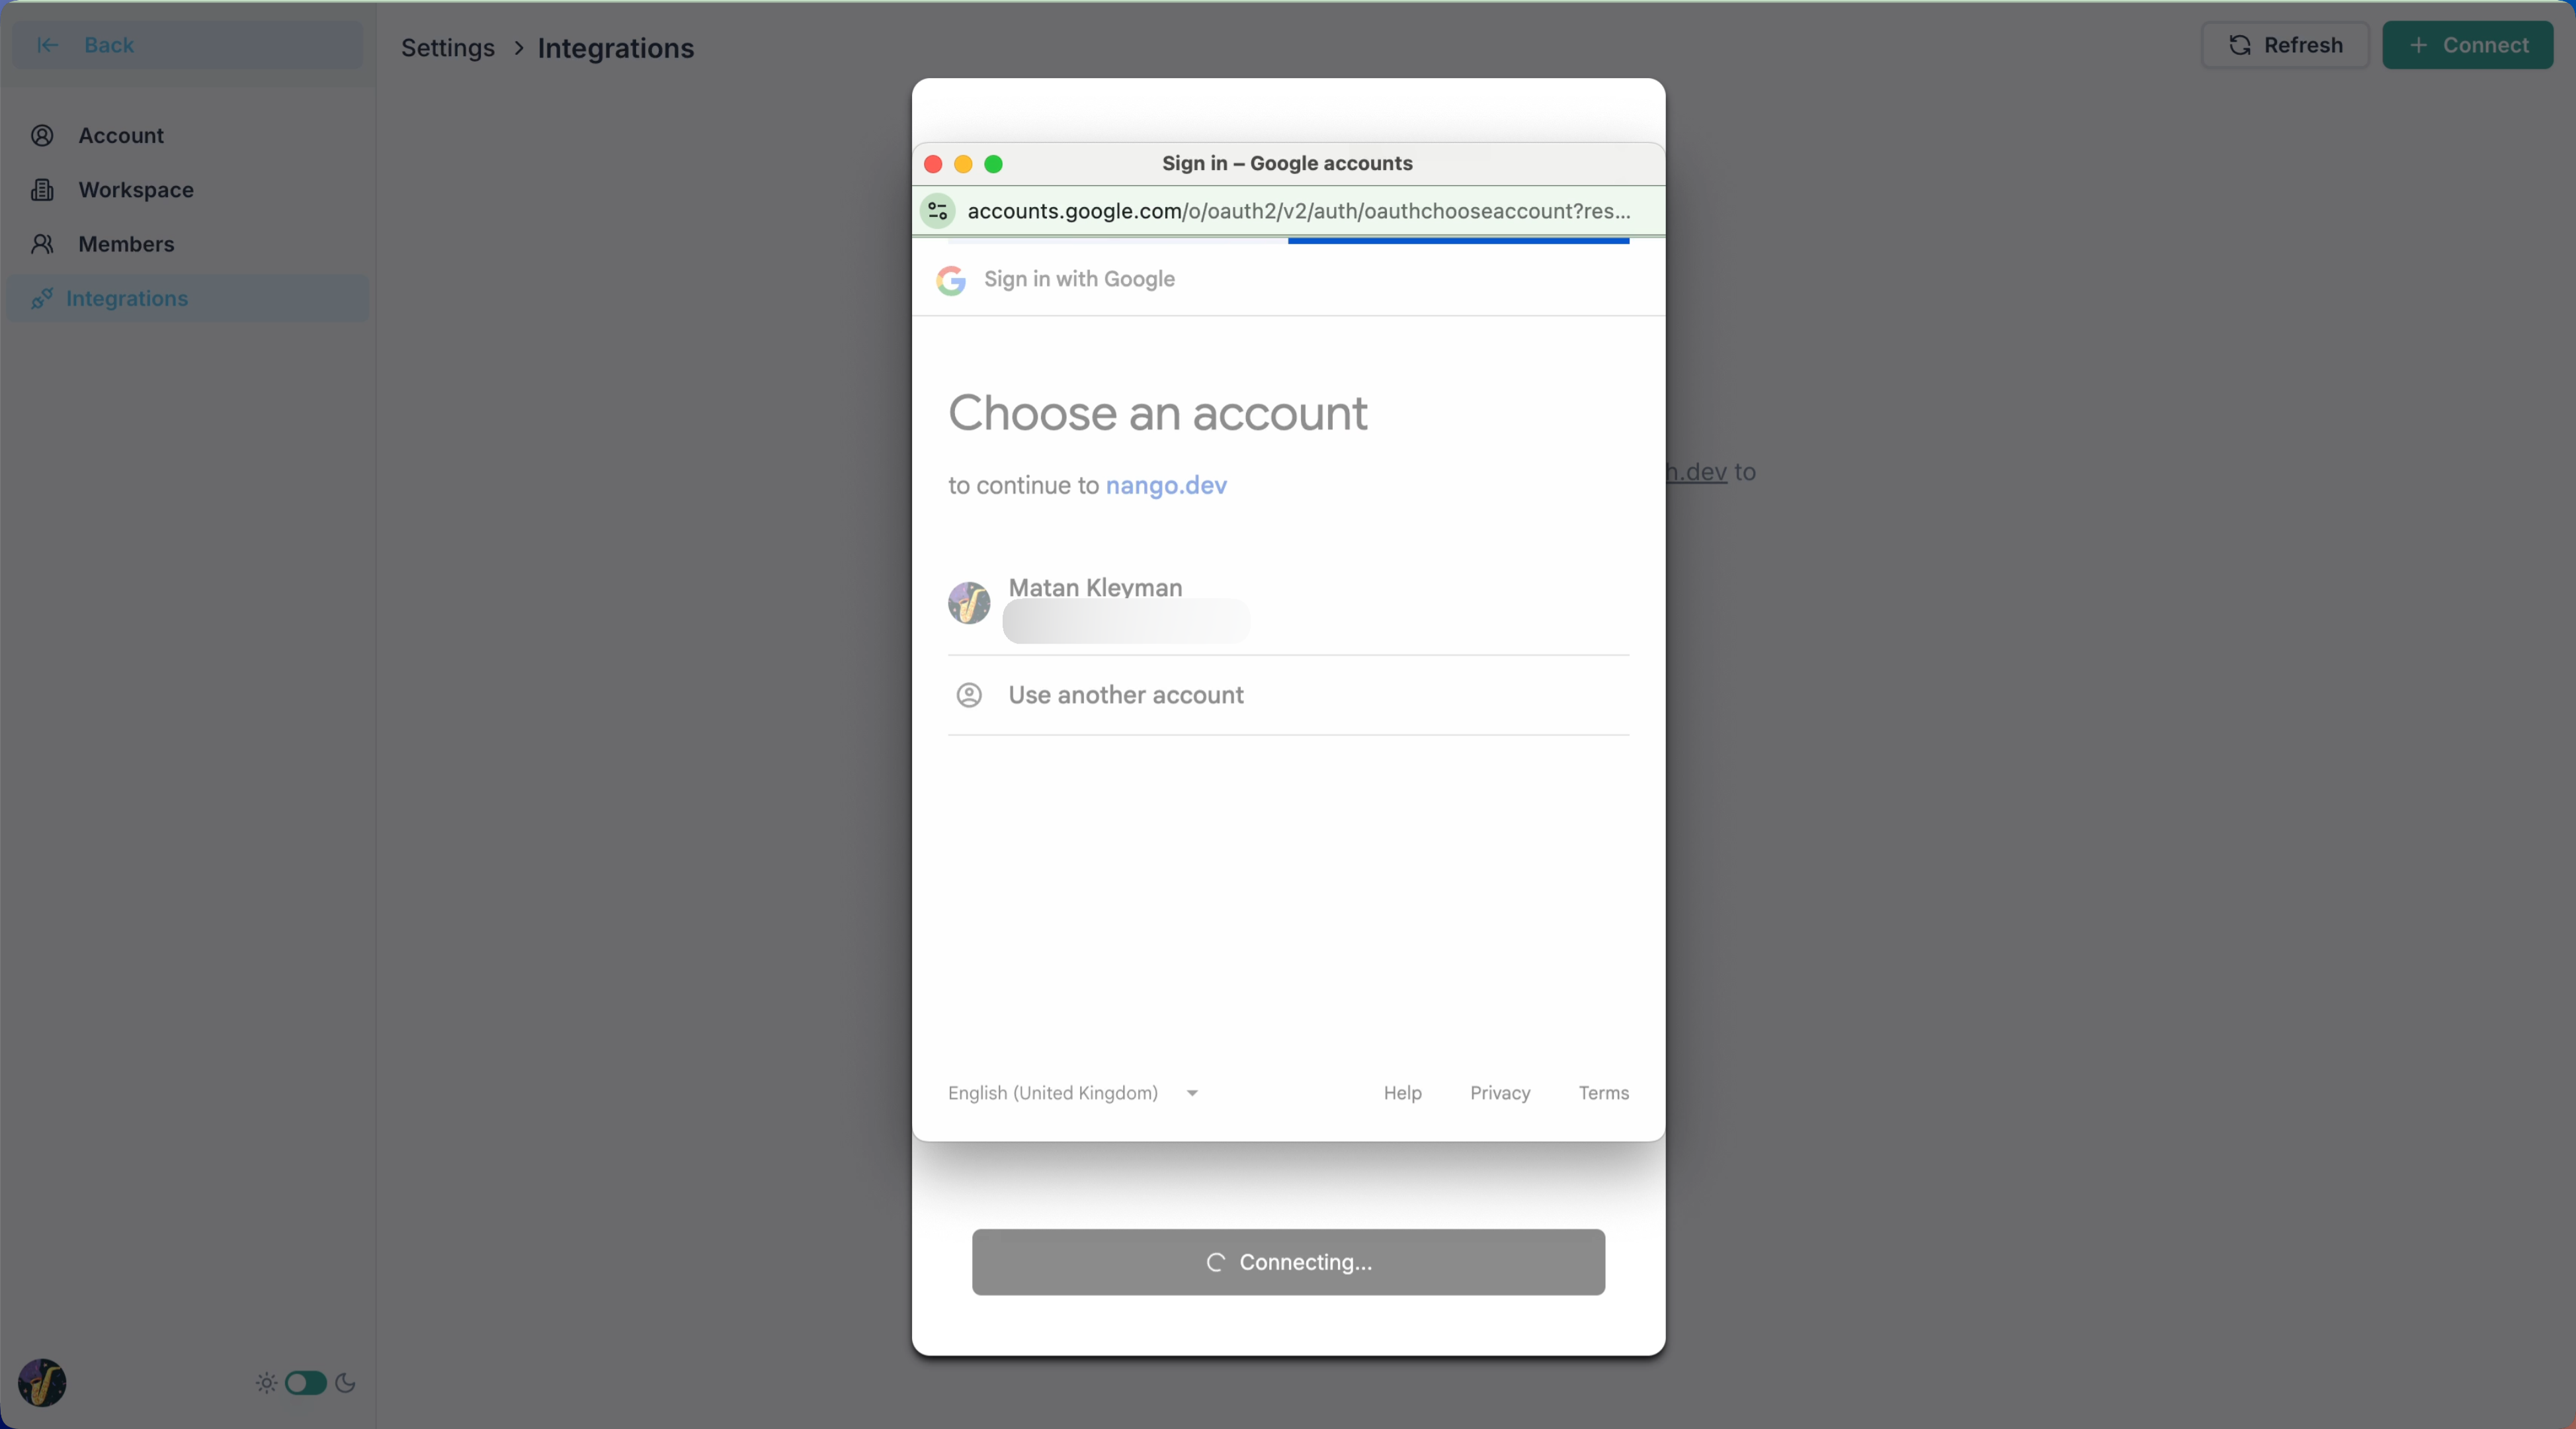 Back
Settings > Integrations
Refresh
+ Connect
Account
Workspace
Members
Integrations
Sign in – Google accounts
accounts.google.com/o/oauth2/v2/auth/oauthchooseaccount?res...
Sign in with Google
Choose an account
to continue to nango.dev
h.dev to
Matan Kleyman
Use another account
English (United Kingdom)
Help
Privacy
Terms
Connecting...